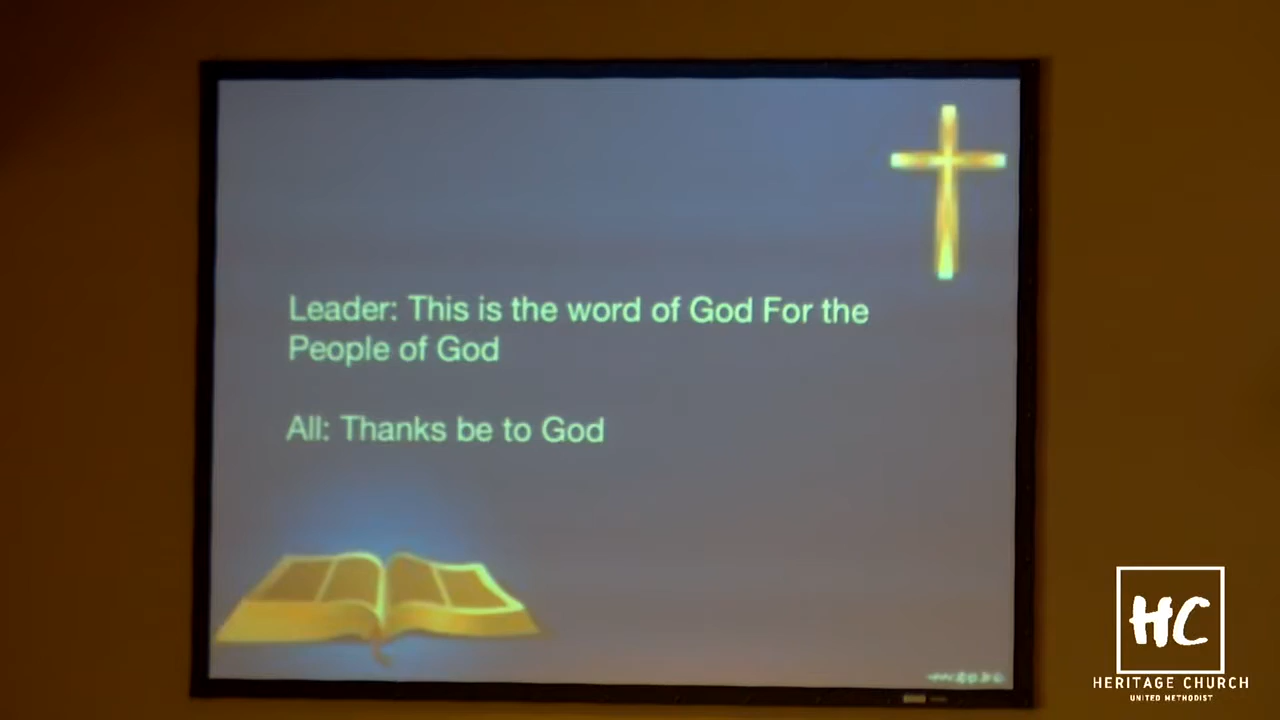 Leader: This is the word of God For the
People of God
All: Thanks be to God
HC
HERITAGE CHURCH
UNITED METHODIST